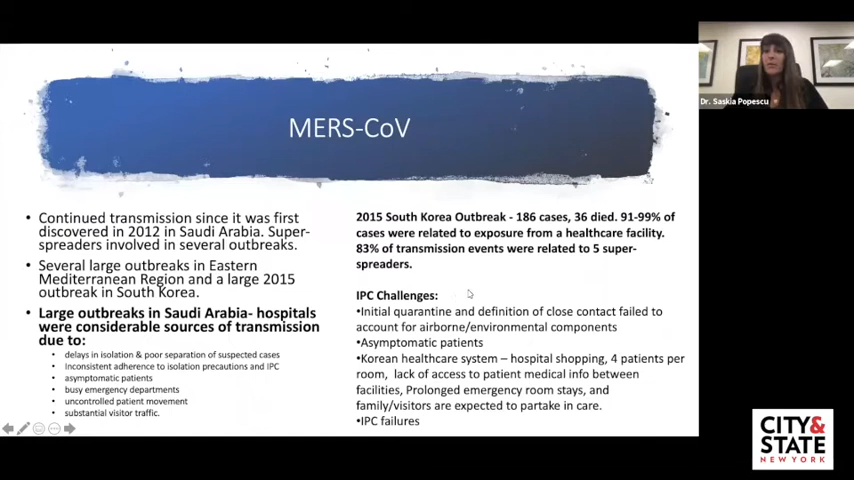 Dr. Saskia Popescu
MERS-CoV
• Continued transmission since it was first
discovered in 2012 in Saudi Arabia. Super-
spreaders involved in several outbreaks.
• Several large outbreaks in Eastern
Mediterranean Region and a large 2015
outbreak in South Korea.
• Large outbreaks in Saudi Arabia- hospitals
were considerable sources of transmission
due to:
• delays in isolation & poor separation of suspected cases
• Inconsistent adherence to isolation precautions and IPC
• asymptomatic patients
• busy emergency departments
• uncontrolled patient movement
• substantial visitor traffic.
2015 South Korea Outbreak - 186 cases, 36 died. 91-99% of
cases were related to exposure from a healthcare facility.
83% of transmission events were related to 5 super-
spreaders.
IPC Challenges:
•Initial quarantine and definition of close contact failed to
account for airborne/environmental components
•Asymptomatic patients
•Korean healthcare system – hospital shopping, 4 patients per
room, lack of access to patient medical info between
facilities, Prolonged emergency room stays, and
family/visitors are expected to partake in care.
•IPC failures
CITY&
STATE
NEW YORK